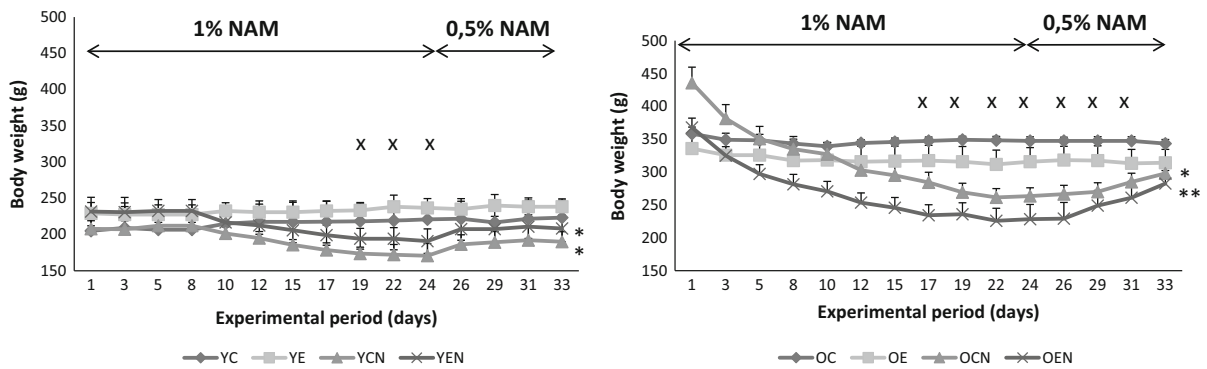 1% NAM
0,5% NAM
Body weight (g)
500
450
400
350
300
250
200
150
x x x
*
*
1 3 5 8 10 12 15 17 19 22 24 26 29 31 33
Experimental period (days)
YC YE YCN YEN
1% NAM
0,5% NAM
Body weight (g)
500
450
400
350
300
250
200
150
x x x x x x x
*
**
1 3 5 8 10 12 15 17 19 22 24 26 29 31 33
Experimental period (days)
OC OE OCN OEN